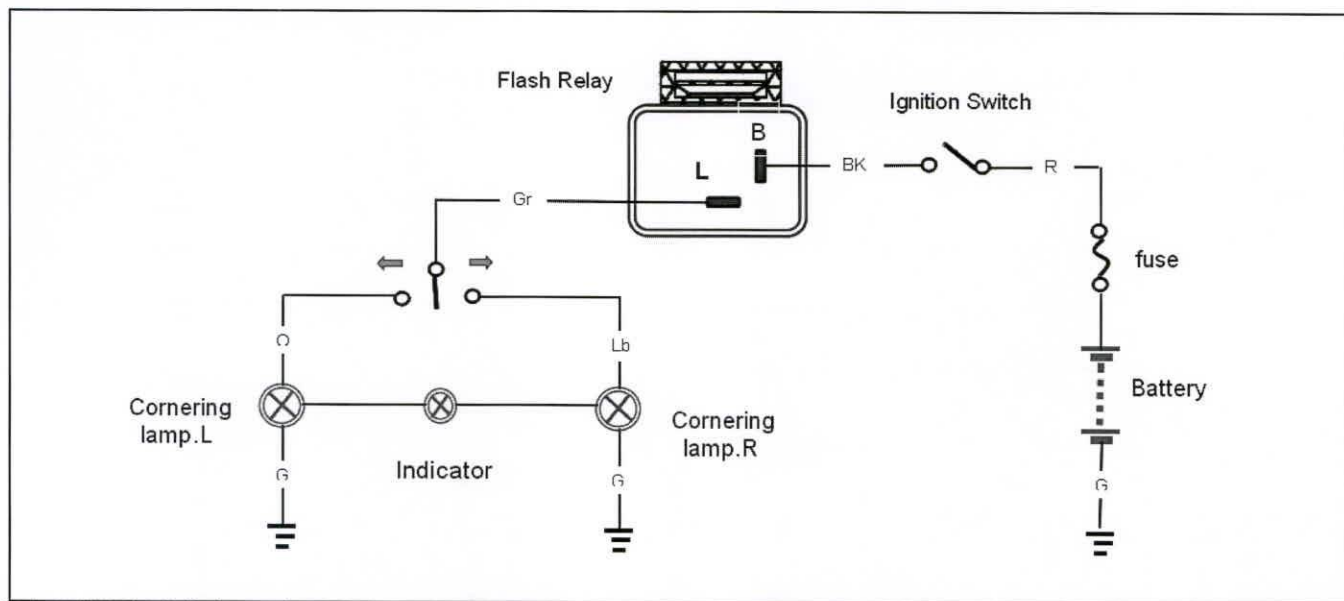 Flash Relay
Ignition Switch
B
L
BK
R
Gr
fuse
O
Lb
Battery
Cornering
lamp.L
Cornering
lamp.R
Indicator
G
G
G